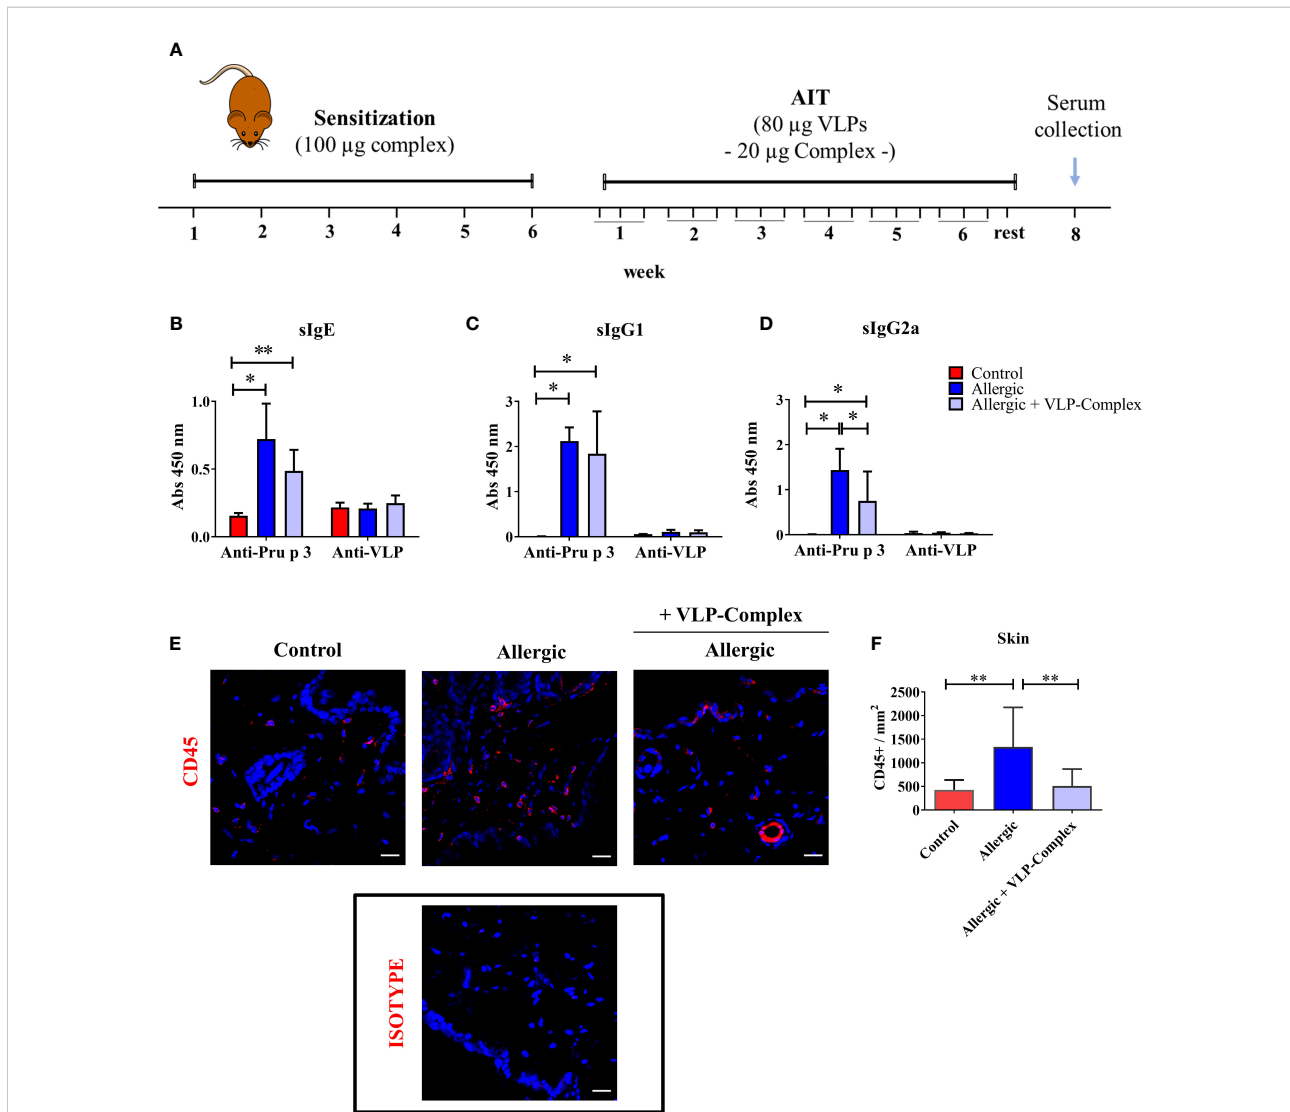 A
Sensitization
(100 µg complex)
AIT
(80 µg VLPs
- 20 µg Complex -)
Serum
collection
1 2 3 4 5 6 1 2 3 4 5 6 rest 8
week
B
sIgE
**
*
Abs 450 nm
1.0
0.5
0.0
Anti-Pru p 3 Anti-VLP
C
sIgG1
*
*
Abs 450 nm
3
2
1
0
Anti-Pru p 3 Anti-VLP
D
sIgG2a
*
* *
Abs 450 nm
3
2
1
0
Anti-Pru p 3 Anti-VLP
Control
Allergic
Allergic + VLP-Complex
E
Control
Allergic
+ VLP-Complex
Allergic
CD45
ISOTYPE
F
Skin
** **
CD45+ / mm²
2500
2000
1500
1000
500
0
Control
Allergic
Allergic + VLP-Complex